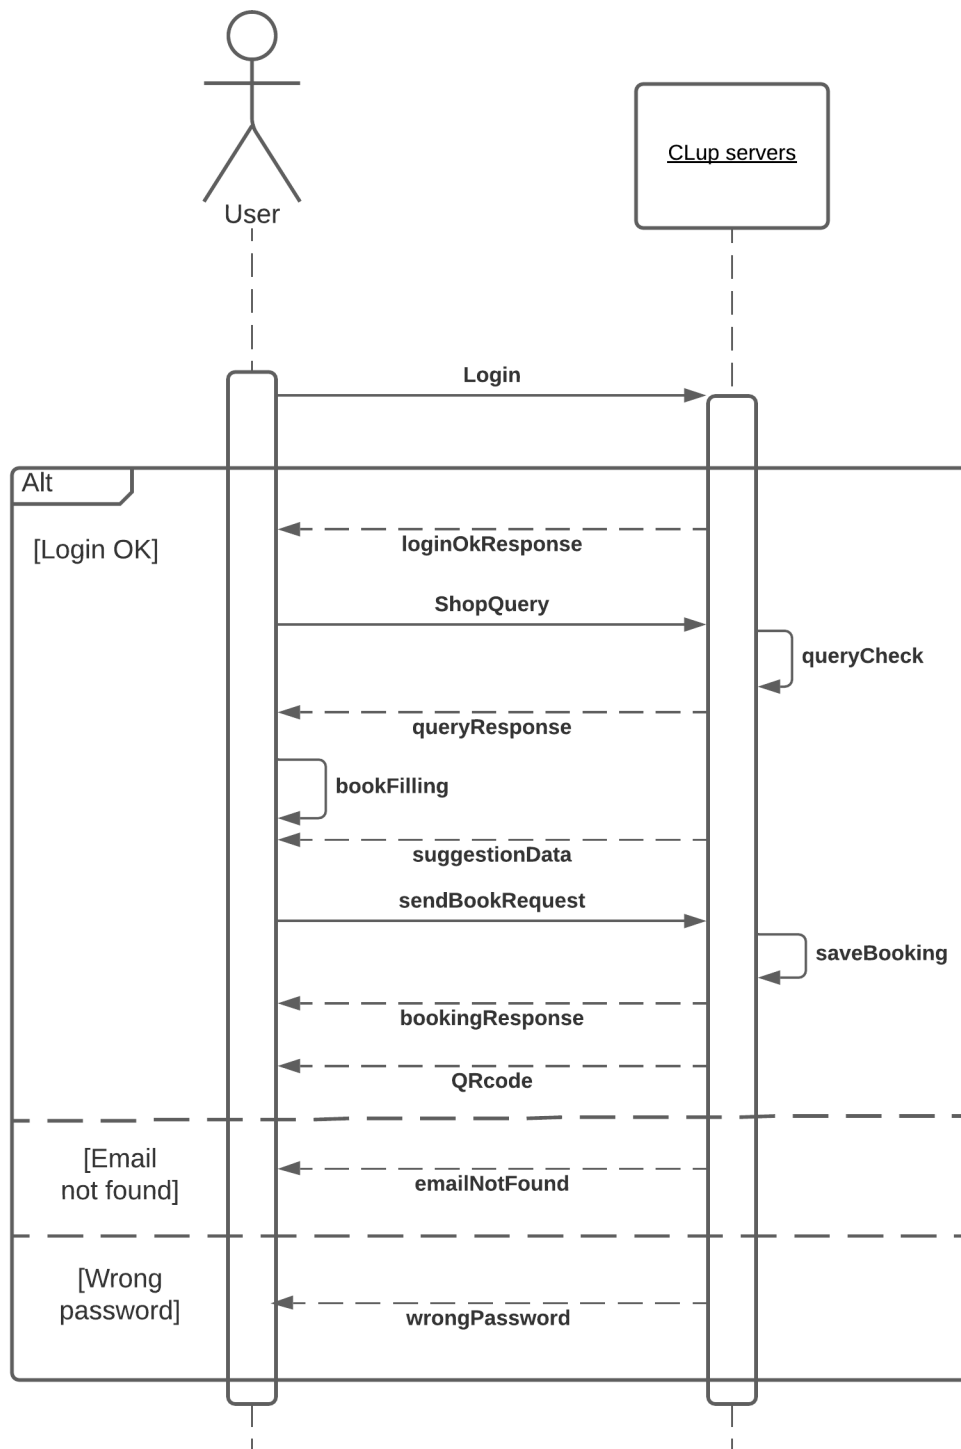 CLup servers
User
Login
Alt
[Login OK]
loginOkResponse
ShopQuery
queryCheck
queryResponse
bookFilling
suggestionData
sendBookRequest
saveBooking
bookingResponse
QRcode
[Email
not found]
emailNotFound
[Wrong
password]
wrongPassword